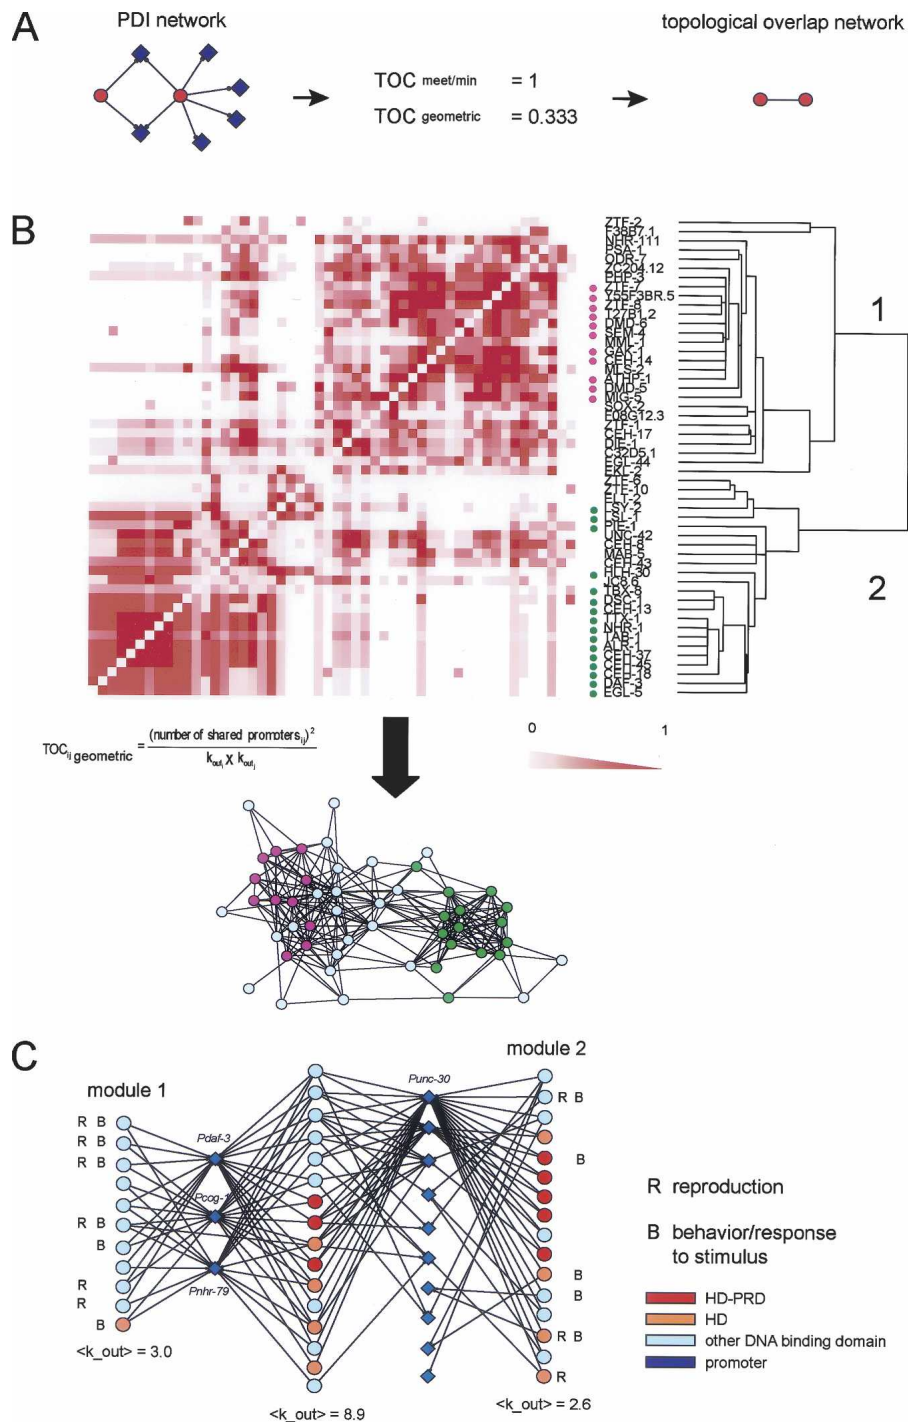 A
PDI network
topological overlap network
TOC meet/min = 1
TOC geometric = 0.333
B
ZTF-2
F38B7.1
NHR-111
PSA-1
ODR-7
ZC204.12
PHP-3
ZTF-7
Y55F3BR.5
ZTF-8
T27B1.2
DMD-6
SEM-4
MML-1
GAK-1
CEH-14
MLS-2
ATHP-1
DMD-5
MIG-5
SOX-2
F08G12.3
ZTF-1
CEH-17
DIE-1
C32D5.1
EGL-44
EKL-2
ZTF-6
ZTF-10
ELT-2
LSY-2
LSL-1
PIE-1
UNC-42
CEH-8
MAB-5
CEH-43
HLH-30
JC8.6
TBX-8
DSC-1
CEH-13
TTX-1
NHR-1
TAB-1
ALR-1
CEH-37
CEH-45
CEH-79
CEH-18
DAF-3
EGL-5
1
2
TOCij geometric = (number of shared promotersij)2
kouti X koutj
0 1
C
module 1
module 2
R B
R B
R B
R B
B
R
R
B
<k_out> = 3.0
Pdaf-3
Pcog-1
Pnhr-79
<k_out> = 8.9
Punc-30
R B
B
B
B
R B
R
<k_out> = 2.6
R reproduction
B behavior/response
to stimulus
HD-PRD
HD
other DNA binding domain
promoter